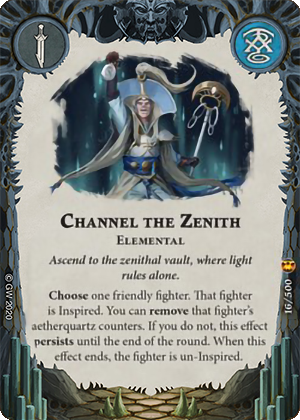 CHANNEL THE ZENITH
ELEMENTAL
Ascend to the zenithal vault, where light
rules alone.
Choose one friendly fighter. That fighter
is Inspired. You can remove that fighter's
aetherquartz counters. If you do not, this effect
persists until the end of the round. When this
effect ends, the fighter is un-Inspired.
© GW 2020
16/500